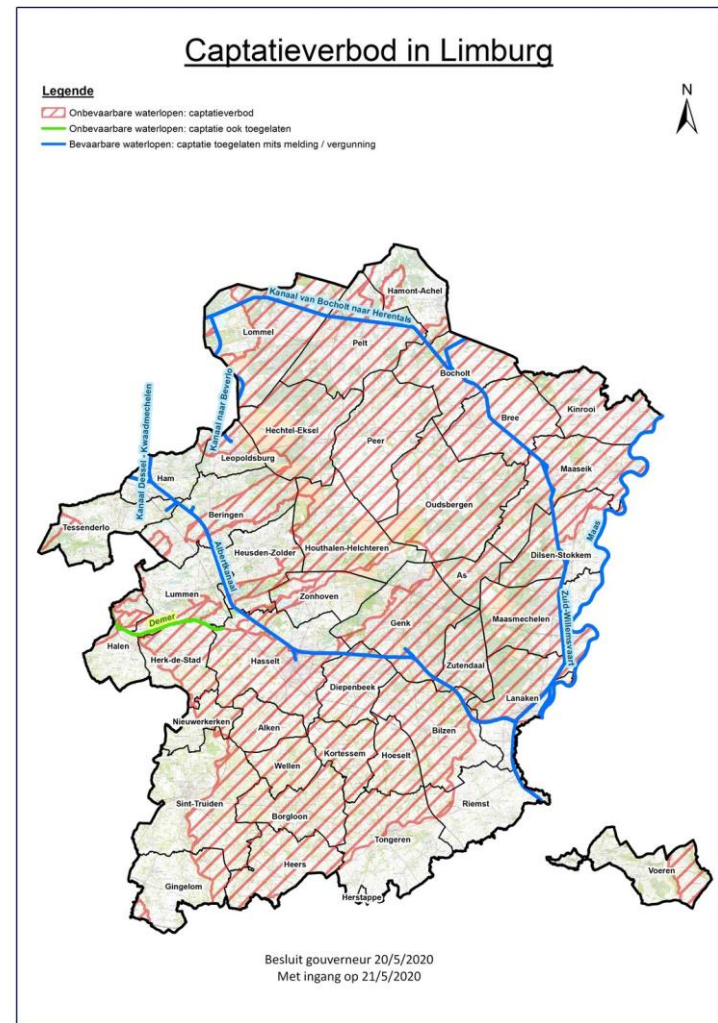 Captatieverbod in Limburg
Legende
Onbevaarbare waterlopen: captatieverbod
Onbevaarbare waterlopen: captatie ook toegelaten
Bevaarbare waterlopen: captatie toegelaten mits melding / vergunning
N
Hamont-Achel
Kanaal van Bocholt naar Herentals
Lommel
Pelt
Bocholt
Kanaal naar Beverlo
Bree
Kinrooi
Hechtel-Eksel
Peer
Kanaal Dessel - Kwaadmechelen
Leopoldsburg
Maaseik
Ham
Oudsbergen
Beringen
Tessenderlo
Maas
Albertkanaal
Heusden-Zolder
Houthalen-Helchteren
Dilsen-Stokkem
As
Lummen
Zonhoven
Demer
Genk
Maasmechelen
Zuid-Willemsvaart
Halen
Herk-de-Stad
Hasselt
Zutendaal
Diepenbeek
Lanaken
Nieuwerkerken
Alken
Bilzen
Kortessem
Hoeselt
Wellen
Sint-Truiden
Riemst
Borgloon
Tongeren
Heers
Voeren
Gingelom
Herstappe
Besluit gouverneur 20/5/2020
Met ingang op 21/5/2020